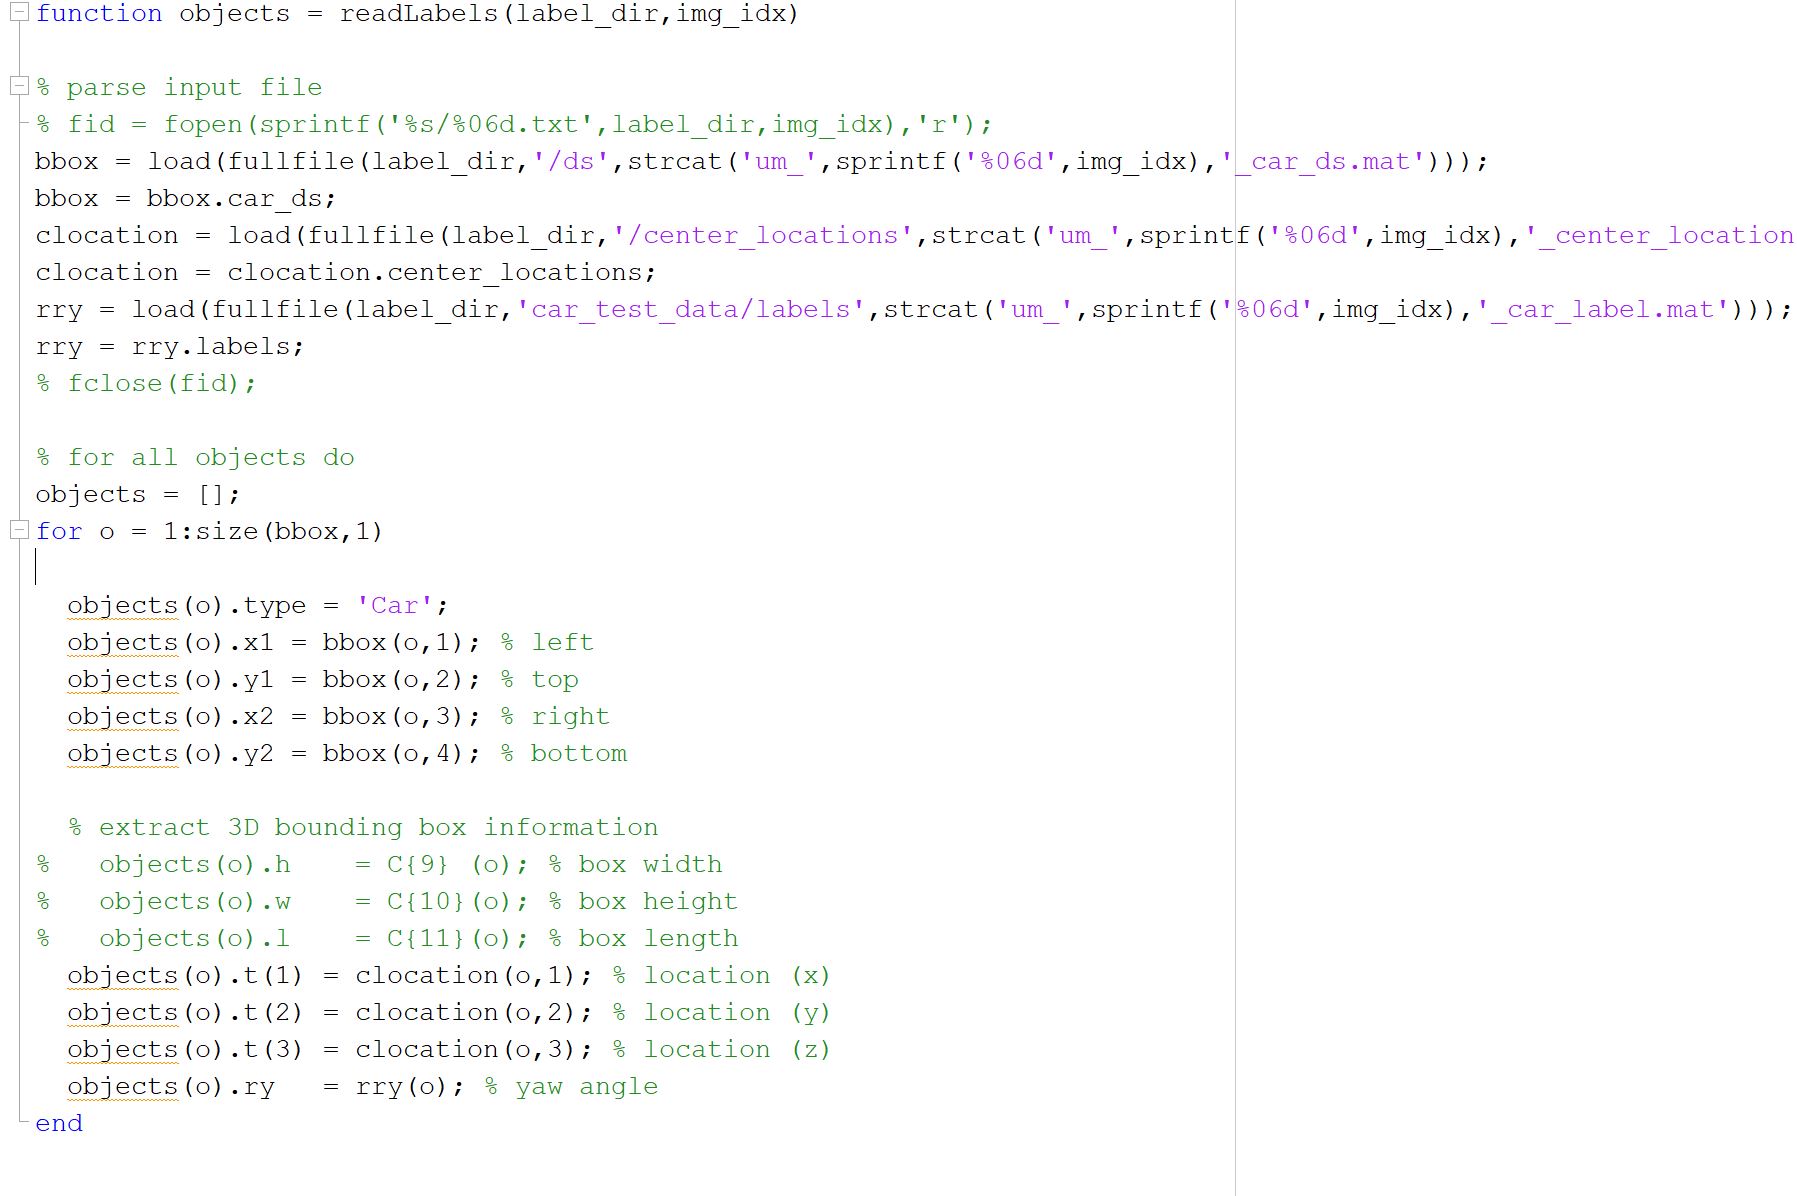 function objects = readLabels(label_dir,img_idx)
% parse input file
% fid = fopen(sprintf('%s/%06d.txt',label_dir,img_idx),'r');
bbox = load(fullfile(label_dir,'/ds',strcat('um_',sprintf('%06d',img_idx),'_car_ds.mat')));
bbox = bbox.car_ds;
clocation = load(fullfile(label_dir,'/center_locations',strcat('um_',sprintf('%06d',img_idx),'_center_location
clocation = clocation.center_locations;
rry = load(fullfile(label_dir,'car_test_data/labels',strcat('um_',sprintf('%06d',img_idx),'_car_label.mat')));
rry = rry.labels;
% fclose(fid);
% for all objects do
objects = [];
for o = 1:size(bbox,1)
objects(o).type = 'Car';
objects(o).x1 = bbox(o,1); % left
objects(o).y1 = bbox(o,2); % top
objects(o).x2 = bbox(o,3); % right
objects(o).y2 = bbox(o,4); % bottom
% extract 3D bounding box information
%   objects(o).h    = C{9} (o); % box width
%   objects(o).w    = C{10}(o); % box height
%   objects(o).l    = C{11}(o); % box length
objects(o).t(1) = clocation(o,1); % location (x)
objects(o).t(2) = clocation(o,2); % location (y)
objects(o).t(3) = clocation(o,3); % location (z)
objects(o).ry   = rry(o); % yaw angle
end